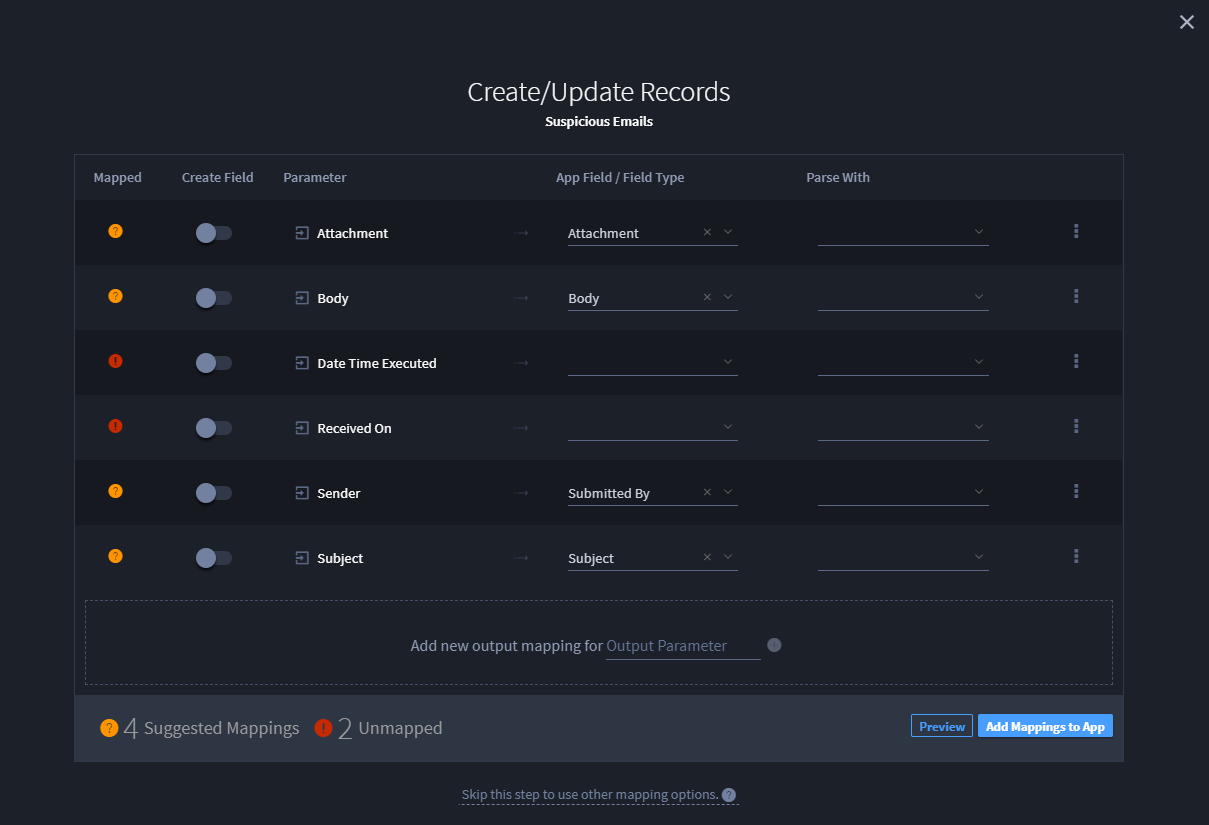 Create/Update Records
Suspicious Emails
Mapped Create Field Parameter App Field / Field Type Parse With
Attachment Attachment
Body Body
Date Time Executed
Received On
Sender Submitted By
Subject Subject
Add new output mapping for Output Parameter
4 Suggested Mappings 2 Unmapped Preview Add Mappings to App
Skip this step to use other mapping options.